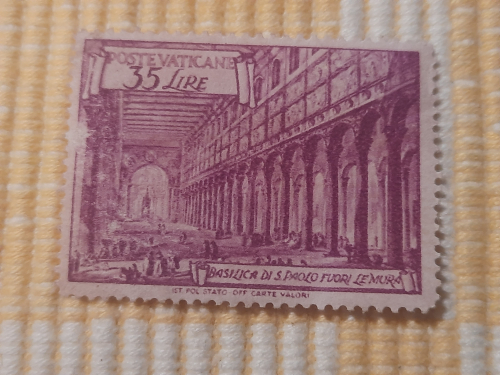 POSTE VATICANE
35 LIRE
BASILICA DI S. PAOLO FUORI LE MURA
IST. POL. STATO - OFF. CARTE VALORI